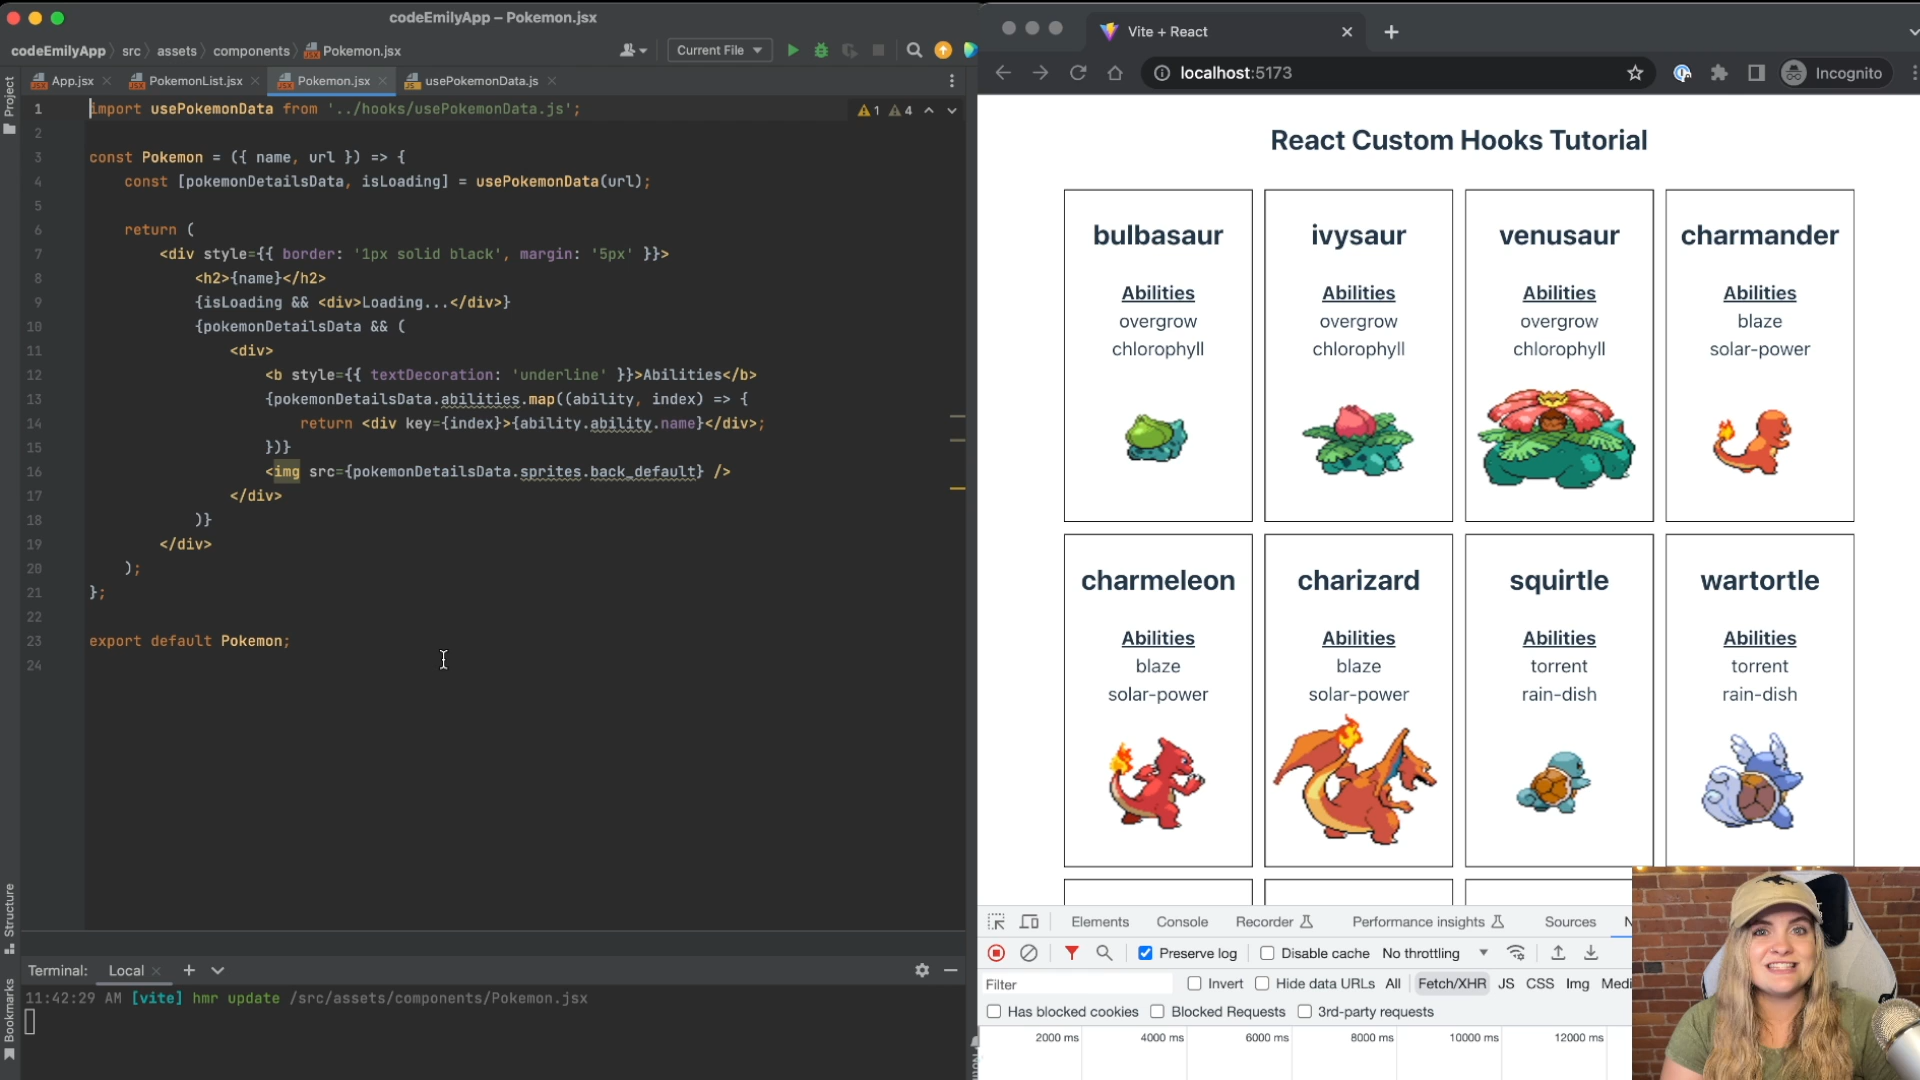 codeEmilyApp – Pokemon.jsx
codeEmilyApp src assets components Pokemon.jsx
Current File
App.jsx PokemonList.jsx Pokemon.jsx usePokemonData.js
Project
1 import usePokemonData from '../hooks/usePokemonData.js';
1 4
2
3 const Pokemon = ({ name, url }) => {
4 const [pokemonDetailsData, isLoading] = usePokemonData(url);
5
6 return (
7 <div style={{ border: '1px solid black', margin: '5px' }}>
8 <h2>{name}</h2>
9 {isLoading && <div>Loading...</div>}
10 {pokemonDetailsData && (
11 <div>
12 <b style={{ textDecoration: 'underline' }}>Abilities</b>
13 {pokemonDetailsData.abilities.map((ability, index) => {
14 return <div key={index}>{ability.ability.name}</div>;
15 })}
16 <img src={pokemonDetailsData.sprites.back_default} />
17 </div>
18 )}
19 </div>
20 );
21 };
22
23 export default Pokemon;
24
Structure
Bookmarks
Terminal: Local
11:42:29 AM [vite] hmr update /src/assets/components/Pokemon.jsx
Vite + React
localhost:5173
Incognito
React Custom Hooks Tutorial
bulbasaur ivysaur venusaur charmander
Abilities Abilities Abilities Abilities
overgrow overgrow overgrow blaze
chlorophyll chlorophyll chlorophyll solar-power
charmeleon charizard squirtle wartortle
Abilities Abilities Abilities Abilities
blaze blaze torrent torrent
solar-power solar-power rain-dish rain-dish
Elements Console Recorder Performance insights Sources
Preserve log Disable cache No throttling
Filter Invert Hide data URLs All Fetch/XHR JS CSS Img Medi
Has blocked cookies Blocked Requests 3rd-party requests
2000 ms 4000 ms 6000 ms 8000 ms 10000 ms 12000 ms